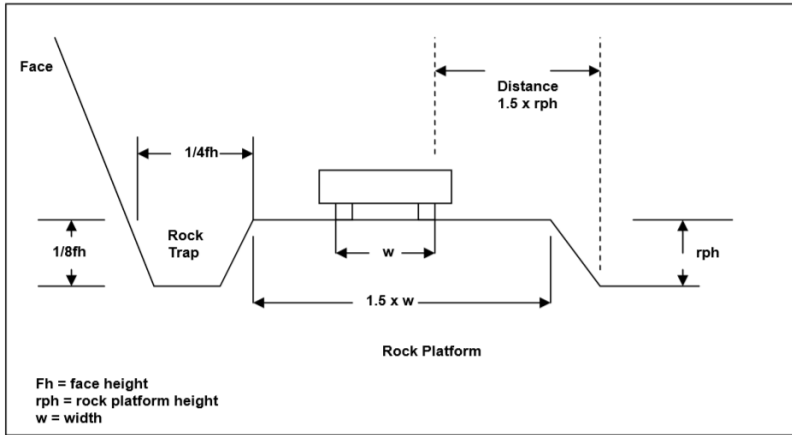 Face
Distance
1.5 x rph
1/4fh
Rock
Trap
1/8fh
w
rph
1.5 x w
Rock Platform
Fh = face height
rph = rock platform height
w = width